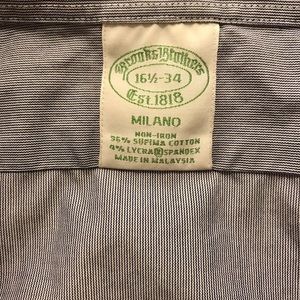 Brooks Brothers
16½-34
Est. 1818
MILANO
NON-IRON
96% SUPIMA COTTON
4% LYCRA® SPANDEX
MADE IN MALAYSIA